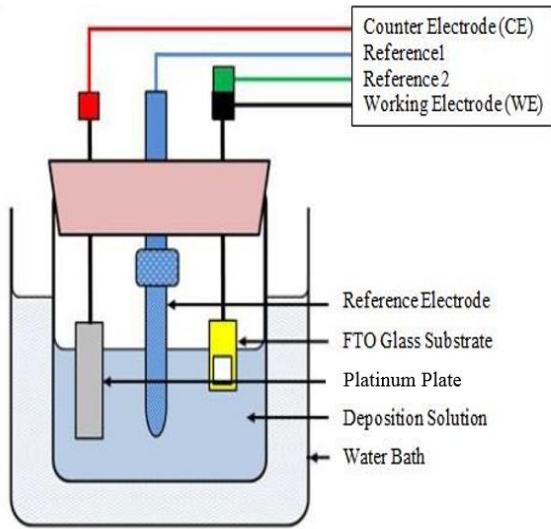 Counter Electrode (CE)
Reference1
Reference 2
Working Electrode (WE)
Reference Electrode
FTO Glass Substrate
Platinum Plate
Deposition Solution
Water Bath